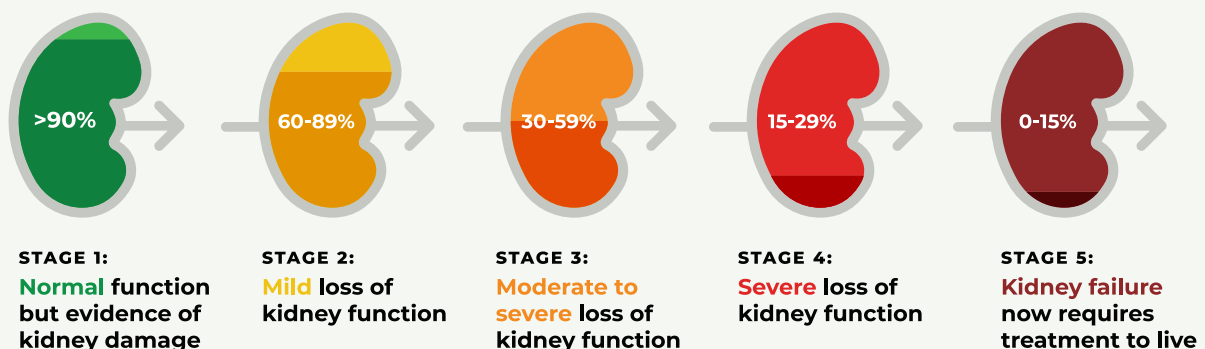 >90%
60-89%
30-59%
15-29%
0-15%
STAGE 1:
Normal function
but evidence of
kidney damage
STAGE 2:
Mild loss of
kidney function
STAGE 3:
Moderate to
severe loss of
kidney function
STAGE 4:
Severe loss of
kidney function
STAGE 5:
Kidney failure
now requires
treatment to live